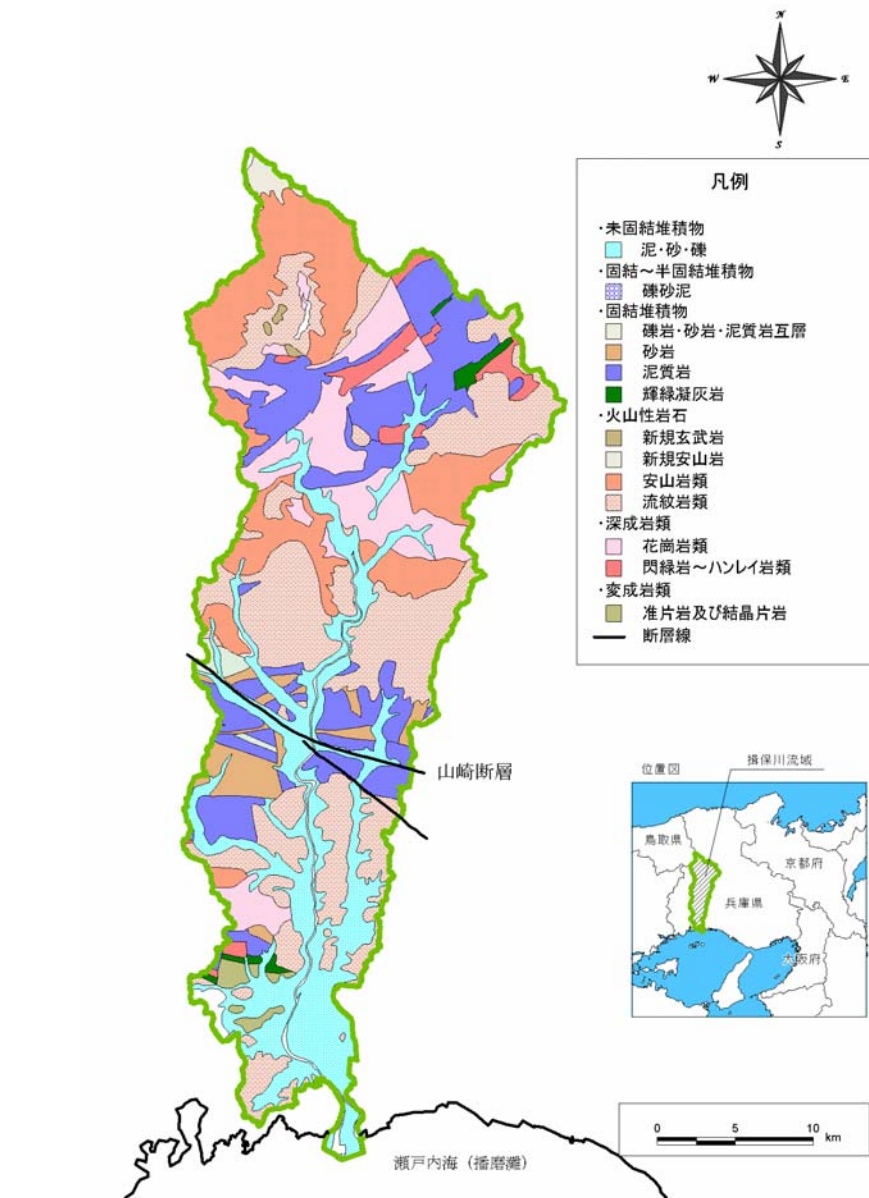 N
W
E
S
凡例
・未固結堆積物
泥・砂・礫
・固結～半固結堆積物
礫砂泥
・固結堆積物
礫岩・砂岩・泥質岩互層
砂岩
泥質岩
輝緑凝灰岩
・火山性岩石
新規玄武岩
新規安山岩
安山岩類
流紋岩類
・深成岩類
花崗岩類
閃緑岩～ハンレイ岩類
・変成岩類
准片岩及び結晶片岩
断層線
山崎断層
位置図
揖保川流域
鳥取県
京都府
兵庫県
大阪府
0 5 10
km
瀬戸内海（播磨灘）